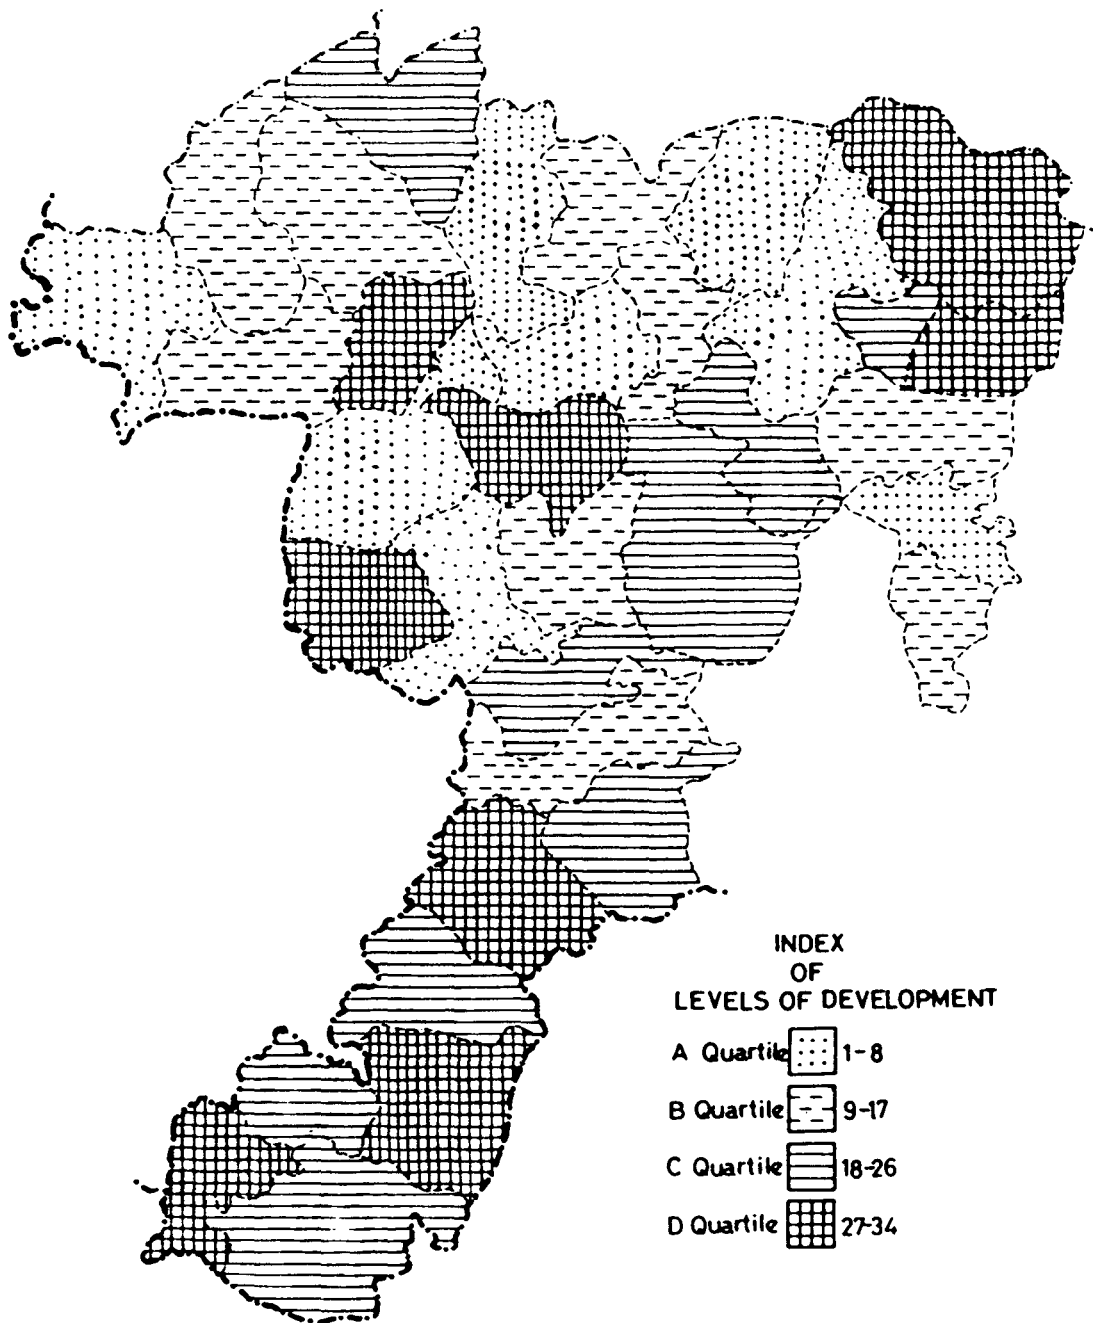 INDEX
OF
LEVELS OF DEVELOPMENT
A Quartile 1-8
B Quartile 9-17
C Quartile 18-26
D Quartile 27-34